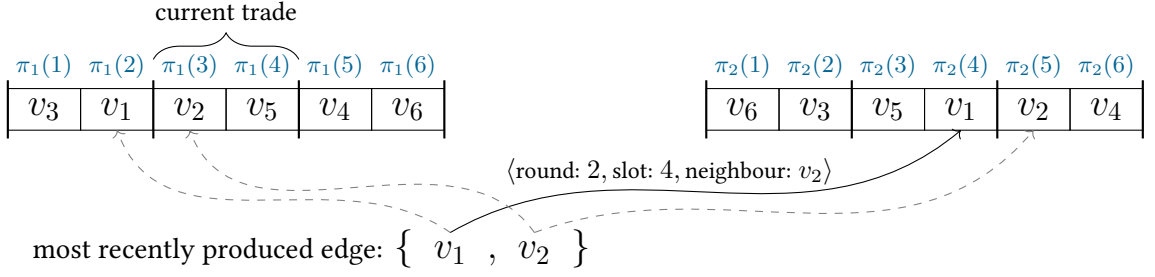 current trade
π₁(1) π₁(2) π₁(3) π₁(4) π₁(5) π₁(6) π₂(1) π₂(2) π₂(3) π₂(4) π₂(5) π₂(6)
v₃ v₁ v₂ v₅ v₄ v₆ v₆ v₃ v₅ v₁ v₂ v₄
⟨round: 2, slot: 4, neighbour: v₂⟩
most recently produced edge: { v₁ , v₂ }